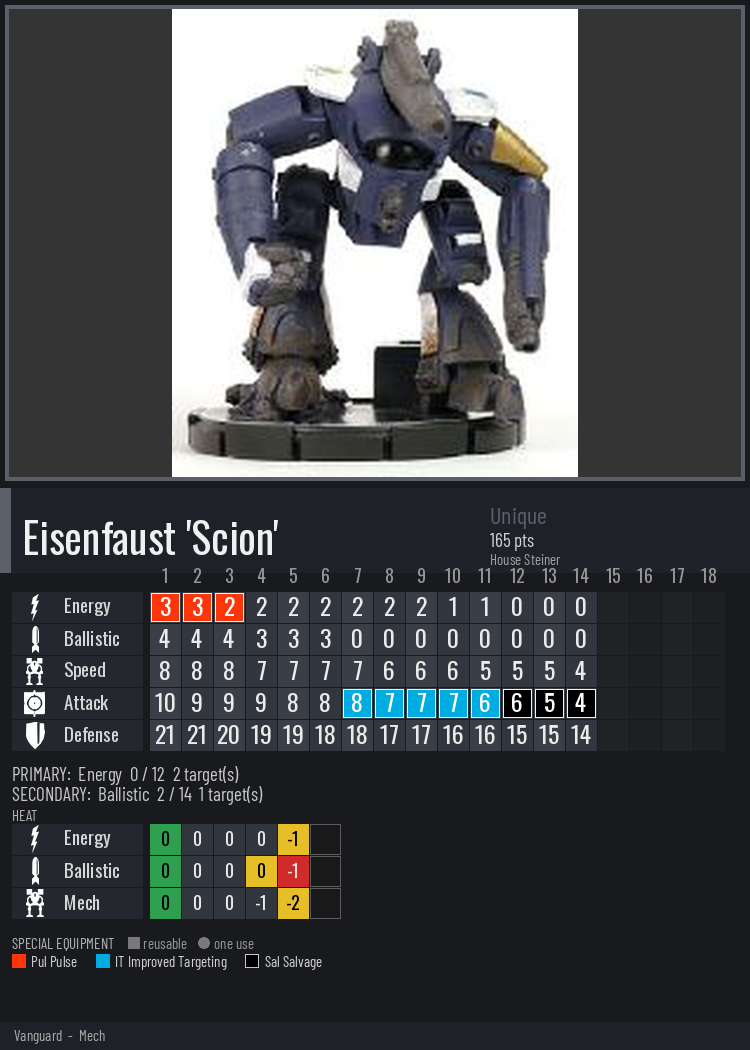 Eisenfaust 'Scion'
Unique
165 pts
House Steiner
1 2 3 4 5 6 7 8 9 10 11 12 13 14 15 16 17 18
Energy 3 3 2 2 2 2 2 2 2 1 1 0 0 0
Ballistic 4 4 4 3 3 3 0 0 0 0 0 0 0 0
Speed 8 8 8 7 7 7 7 6 6 6 5 5 5 4
Attack 10 9 9 9 8 8 8 7 7 7 6 6 5 4
Defense 21 21 20 19 19 18 18 17 17 16 16 15 15 14
PRIMARY: Energy 0 / 12 2 target(s)
SECONDARY: Ballistic 2 / 14 1 target(s)
HEAT
Energy 0 0 0 0 -1
Ballistic 0 0 0 0 -1
Mech 0 0 0 -1 -2
SPECIAL EQUIPMENT reusable one use
Pul Pulse IT Improved Targeting Sal Salvage
Vanguard - Mech